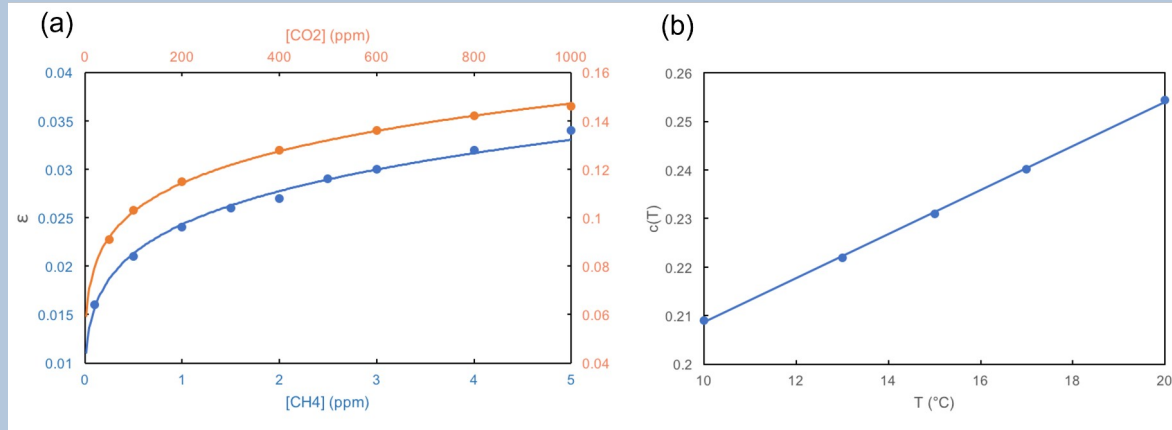 (a)
[CO2] (ppm)
0 200 400 600 800 1000
0.04 0.16
0.035 0.14
0.03 0.12
ε
0.025 0.1
0.02 0.08
0.015 0.06
0.01 0.04
0 1 2 3 4 5
[CH4] (ppm)
(b)
0.26
0.25
0.24
c(T)
0.23
0.22
0.21
0.2
10 12 14 16 18 20
T (°C)